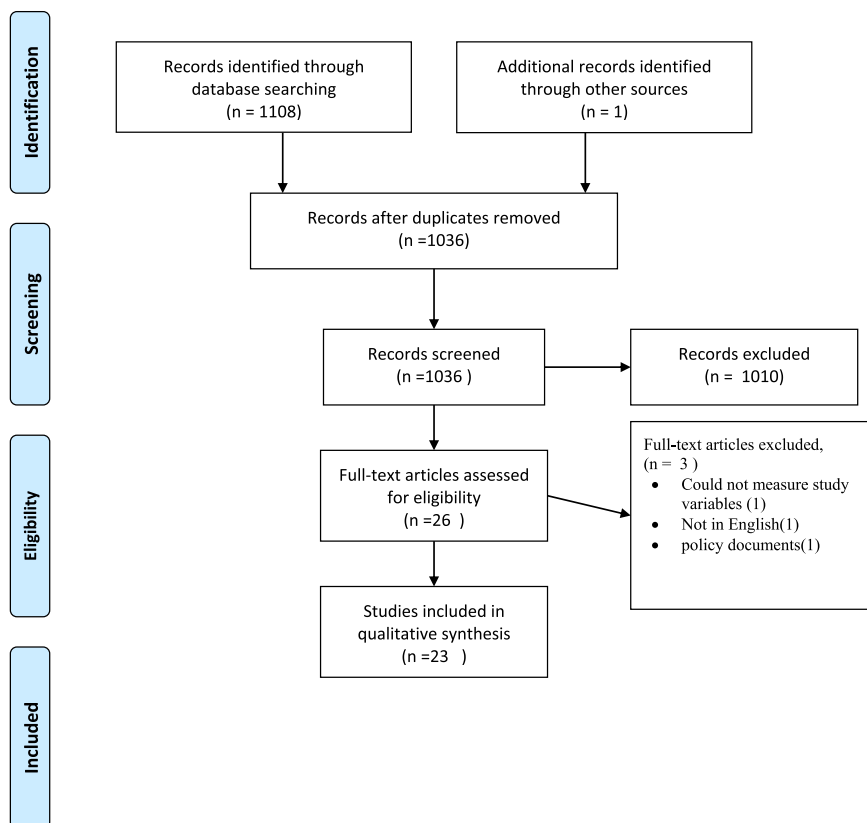 Identification
Records identified through
database searching
(n = 1108)
Additional records identified
through other sources
(n = 1)
Screening
Records after duplicates removed
(n =1036)
Records screened
(n =1036 )
Records excluded
(n = 1010)
Eligibility
Full-text articles assessed
for eligibility
(n =26 )
Full-text articles excluded,
(n = 3 )
• Could not measure study
variables (1)
• Not in English(1)
• policy documents(1)
Studies included in
qualitative synthesis
(n =23 )
Included